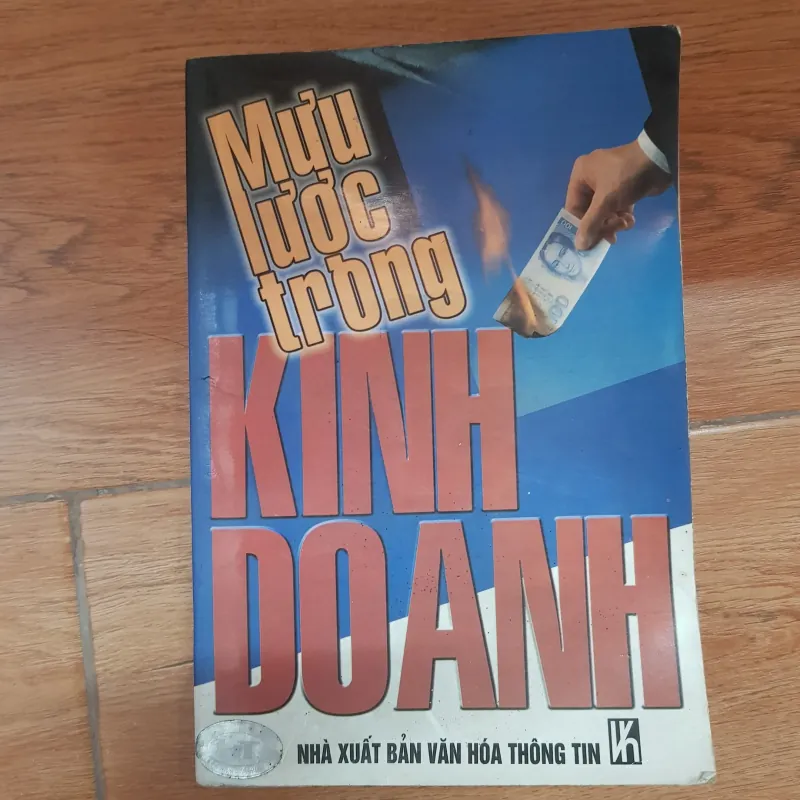 Mưu
lược
trong
KINH
DOANH
NHÀ XUẤT BẢN VĂN HÓA THÔNG TIN